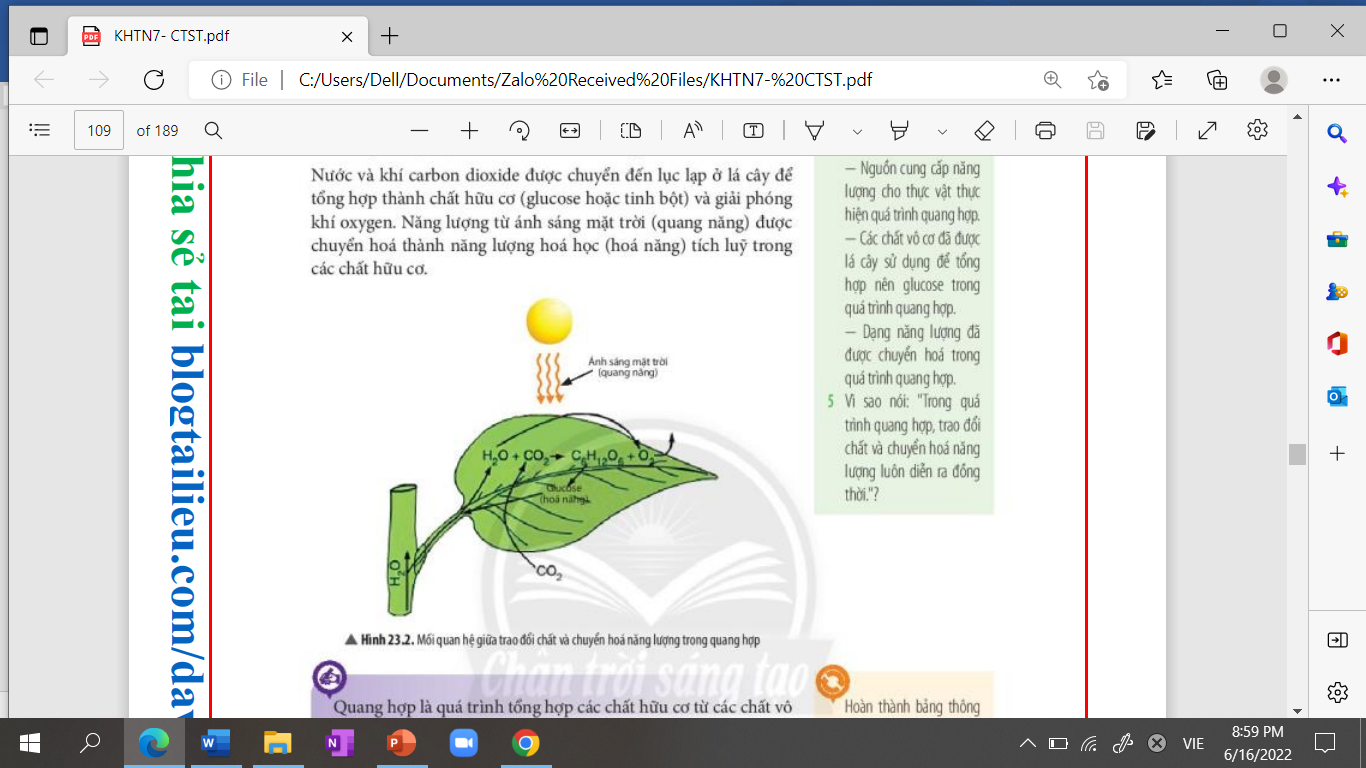 KHTN7- CTST.pdf
File
C:/Users/Dell/Documents/Zalo%20Received%20Files/KHTN7-%20CTST.pdf
109
of 189
hia sẻ tai blogtailieu.com/day
Nước và khí carbon dioxide được chuyển đến lục lạp ở lá cây để
tổng hợp thành chất hữu cơ (glucose hoặc tinh bột) và giải phóng
khí oxygen. Năng lượng từ ánh sáng mặt trời (quang năng) được
chuyển hoá thành năng lượng hoá học (hoá năng) tích luỹ trong
các chất hữu cơ.
Ánh sáng mặt trời
(quang năng)
H₂O + CO₂ → C₆H₁₂O₆ + O₂
Glucose
(hoá năng)
H₂O
CO₂
▲ Hình 23.2. Mối quan hệ giữa trao đổi chất và chuyển hoá năng lượng trong quang hợp
Chân trời sáng tạo
Quang hợp là quá trình tổng hợp các chất hữu cơ từ các chất vô
– Nguồn cung cấp năng
lượng cho thực vật thực
hiện quá trình quang hợp.
– Các chất vô cơ đã được
lá cây sử dụng để tổng
hợp nên glucose trong
quá trình quang hợp.
– Dạng năng lượng đã
được chuyển hoá trong
quá trình quang hợp.
5 Vì sao nói: "Trong quá
trình quang hợp, trao đổi
chất và chuyển hoá năng
lượng luôn diễn ra đồng
thời."?
Hoàn thành bảng thông
VIE
8:59 PM
6/16/2022